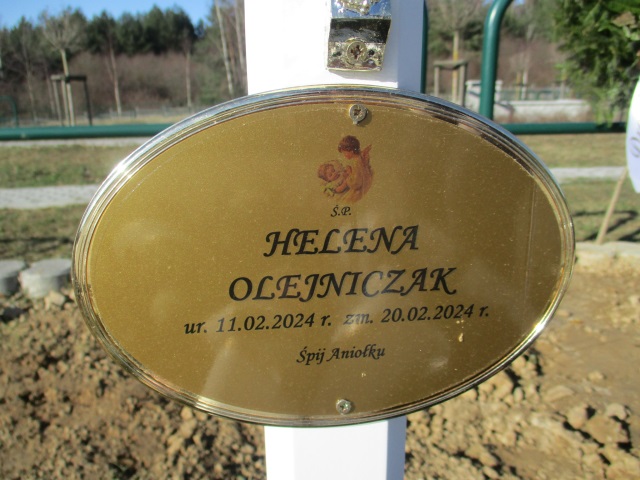 Ś.P.
HELENA
OLEJNICZAK
ur. 11.02.2024 r. zm. 20.02.2024 r.
Śpij Aniołku